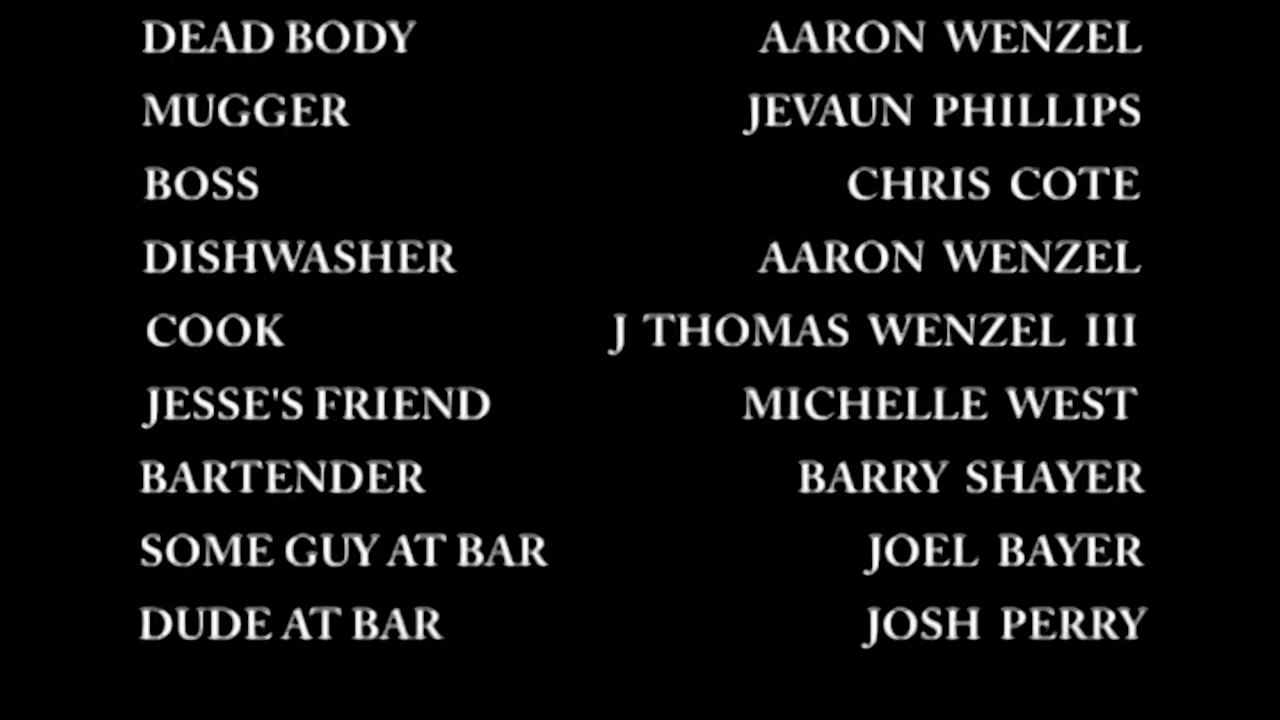 DEAD BODY AARON WENZEL
MUGGER JEVAUN PHILLIPS
BOSS CHRIS COTE
DISHWASHER AARON WENZEL
COOK J THOMAS WENZEL III
JESSE'S FRIEND MICHELLE WEST
BARTENDER BARRY SHAYER
SOME GUY AT BAR JOEL BAYER
DUDE AT BAR JOSH PERRY